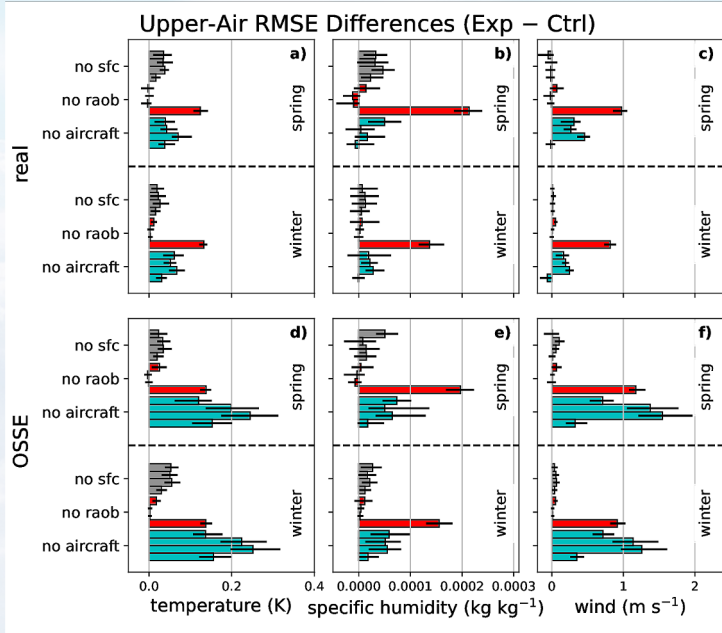 Upper-Air RMSE Differences (Exp − Ctrl)
a)
b)
c)
no sfc
no raob
no aircraft
spring
spring
spring
real
no sfc
no raob
no aircraft
winter
winter
winter
d)
e)
f)
no sfc
no raob
no aircraft
spring
spring
spring
OSSE
no sfc
no raob
no aircraft
winter
winter
winter
0.0 0.2 0.4
0.0000 0.0001 0.0002 0.0003
0 1 2
temperature (K)
specific humidity (kg kg⁻¹)
wind (m s⁻¹)